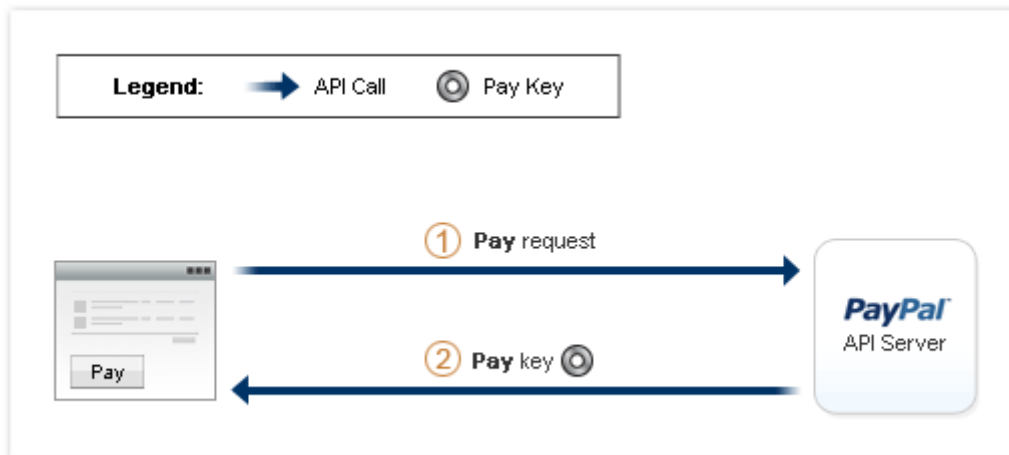 Legend: API Call Pay Key
1 Pay request
PayPal
API Server
2 Pay key
Pay